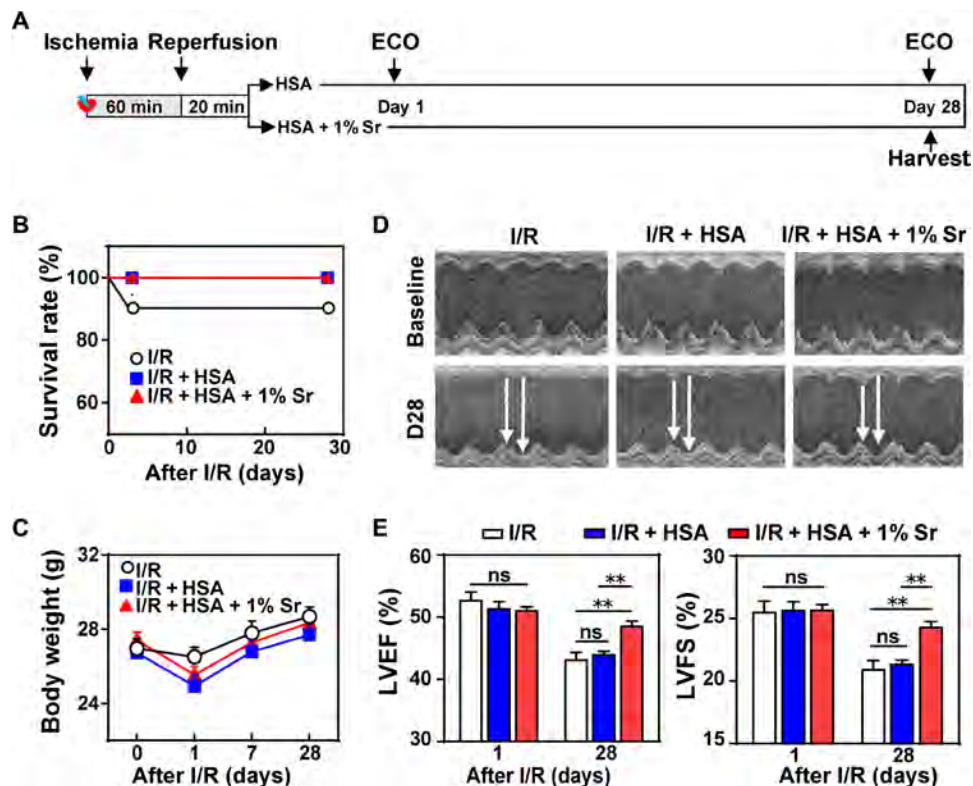 A
Ischemia Reperfusion ECO ECO
60 min 20 min HSA Day 1 Day 28
HSA + 1% Sr
Harvest
B
Survival rate (%)
100
80
60
I/R
I/R + HSA
I/R + HSA + 1% Sr
0 10 20 30
After I/R (days)
C
Body weight (g)
32
28
24
I/R
I/R + HSA
I/R + HSA + 1% Sr
0 1 7 28
After I/R (days)
D
I/R I/R + HSA I/R + HSA + 1% Sr
Baseline
D28
E
I/R I/R + HSA I/R + HSA + 1% Sr
LVEF (%)
60
50
40
30
ns
**
**
ns
1 28
After I/R (days)
LVFS (%)
30
25
20
15
ns
**
**
ns
1 28
After I/R (days)